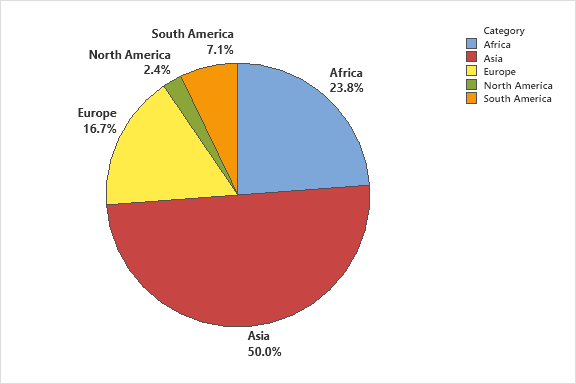 South America
7.1%
North America
2.4%
Africa
23.8%
Europe
16.7%
Asia
50.0%
Category
Africa
Asia
Europe
North America
South America